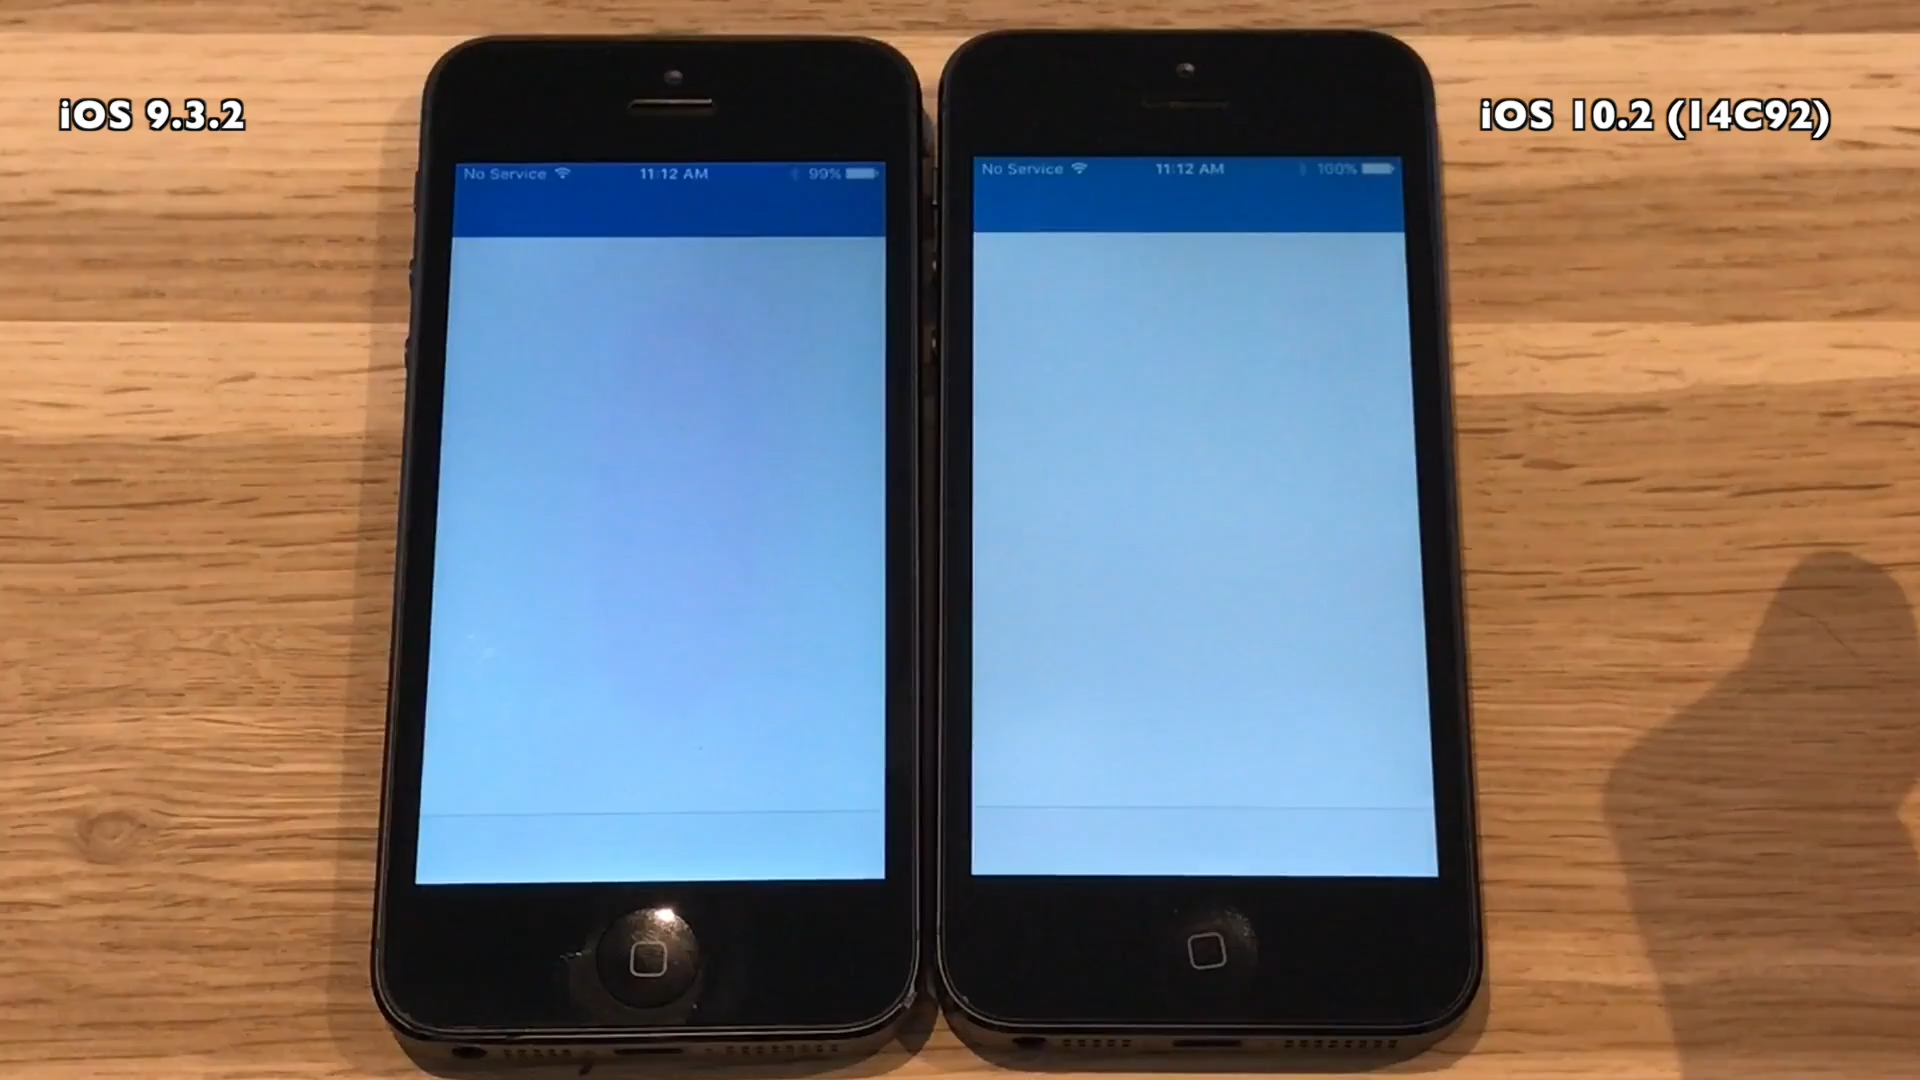 iOS 9.3.2
iOS 10.2 (14C92)
No Service 11:12 AM 99%
No Service 11:12 AM 100%